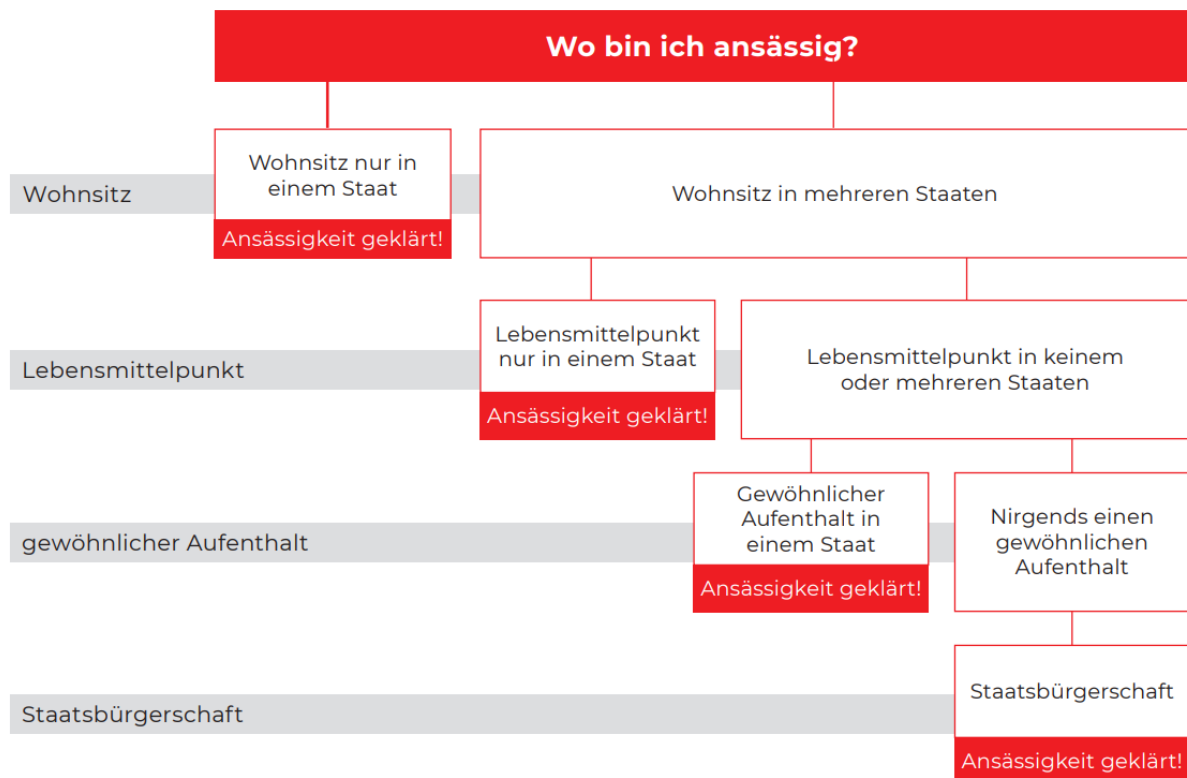 Wo bin ich ansässig?
Wohnsitz
Wohnsitz nur in
einem Staat
Ansässigkeit geklärt!
Wohnsitz in mehreren Staaten
Lebensmittelpunkt
Lebensmittelpunkt
nur in einem Staat
Ansässigkeit geklärt!
Lebensmittelpunkt in keinem
oder mehreren Staaten
gewöhnlicher Aufenthalt
Gewöhnlicher
Aufenthalt in
einem Staat
Ansässigkeit geklärt!
Nirgends einen
gewöhnlichen
Aufenthalt
Staatsbürgerschaft
Staatsbürgerschaft
Ansässigkeit geklärt!